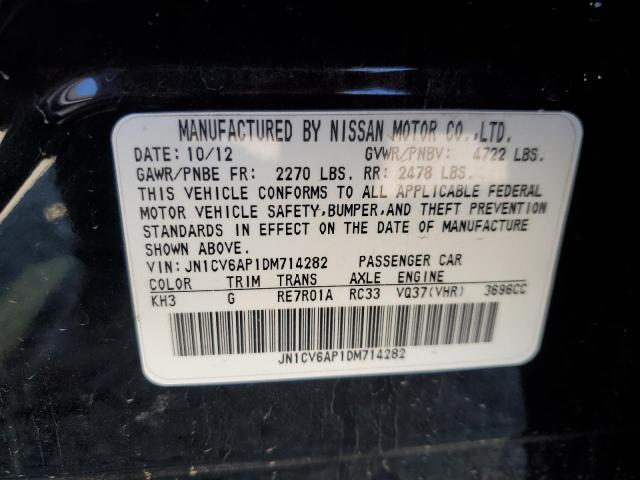 MANUFACTURED BY NISSAN MOTOR CO.,LTD.
DATE: 10/12 GVWR/PNBV: 4722 LBS.
GAWR/PNBE FR: 2270 LBS. RR: 2478 LBS.
THIS VEHICLE CONFORMS TO ALL APPLICABLE FEDERAL
MOTOR VEHICLE SAFETY,BUMPER,AND THEFT PREVENTION
STANDARDS IN EFFECT ON THE DATE OF MANUFACTURE
SHOWN ABOVE.
VIN: JN1CV6AP1DM714282 PASSENGER CAR
COLOR TRIM TRANS AXLE ENGINE
KH3 G RE7R01A RC33 VQ37(VHR) 3696CC
JN1CV6AP1DM714282